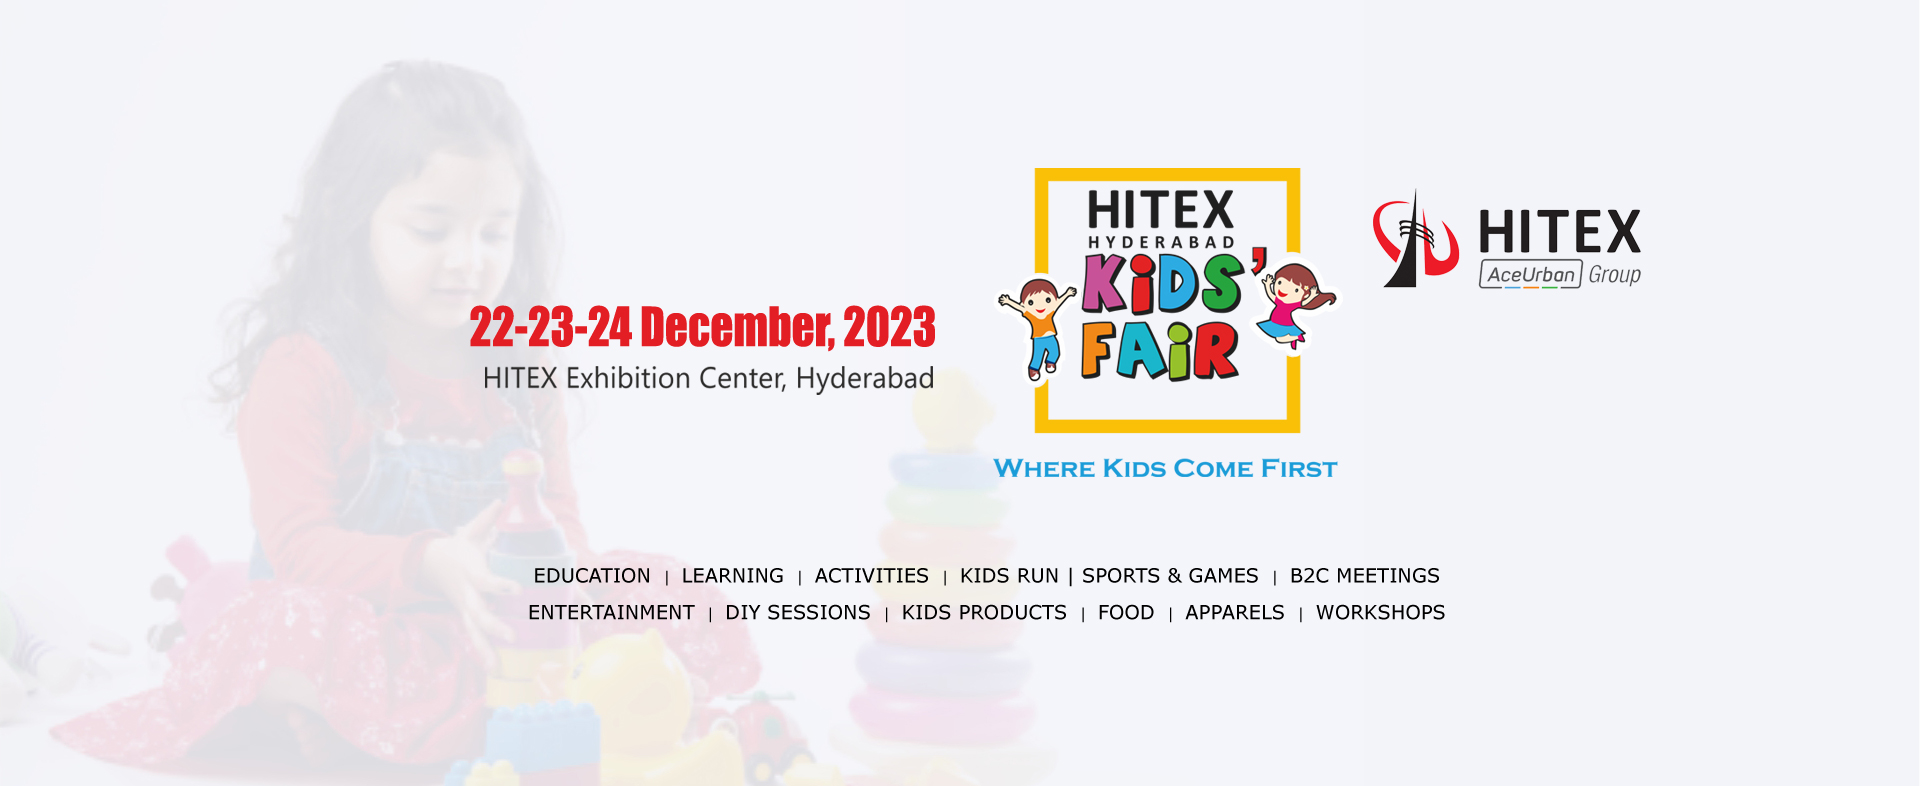 22-23-24 December, 2023
HITEX Exhibition Center, Hyderabad
HITEX
HYDERABAD
KiDS'
FAiR
WHERE KIDS COME FIRST
HITEX
AceUrban Group
EDUCATION | LEARNING | ACTIVITIES | KIDS RUN | SPORTS & GAMES | B2C MEETINGS
ENTERTAINMENT | DIY SESSIONS | KIDS PRODUCTS | FOOD | APPARELS | WORKSHOPS